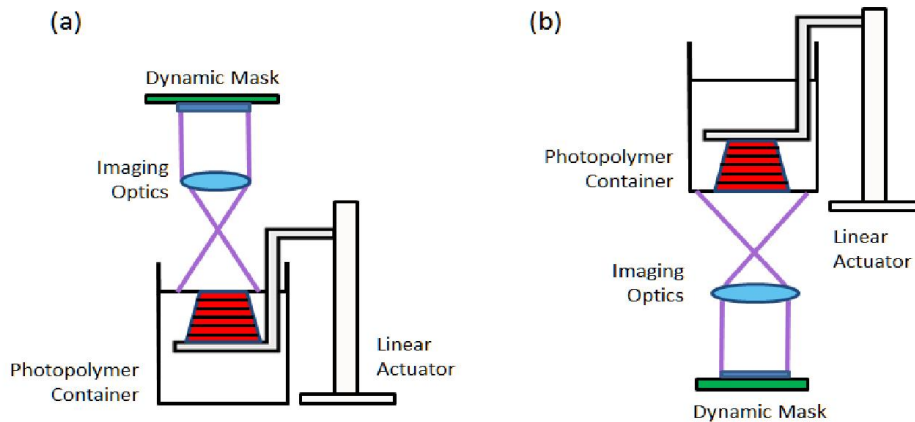 (a)
Dynamic Mask
Imaging
Optics
Photopolymer
Container
Linear
Actuator
(b)
Photopolymer
Container
Linear
Actuator
Imaging
Optics
Dynamic Mask